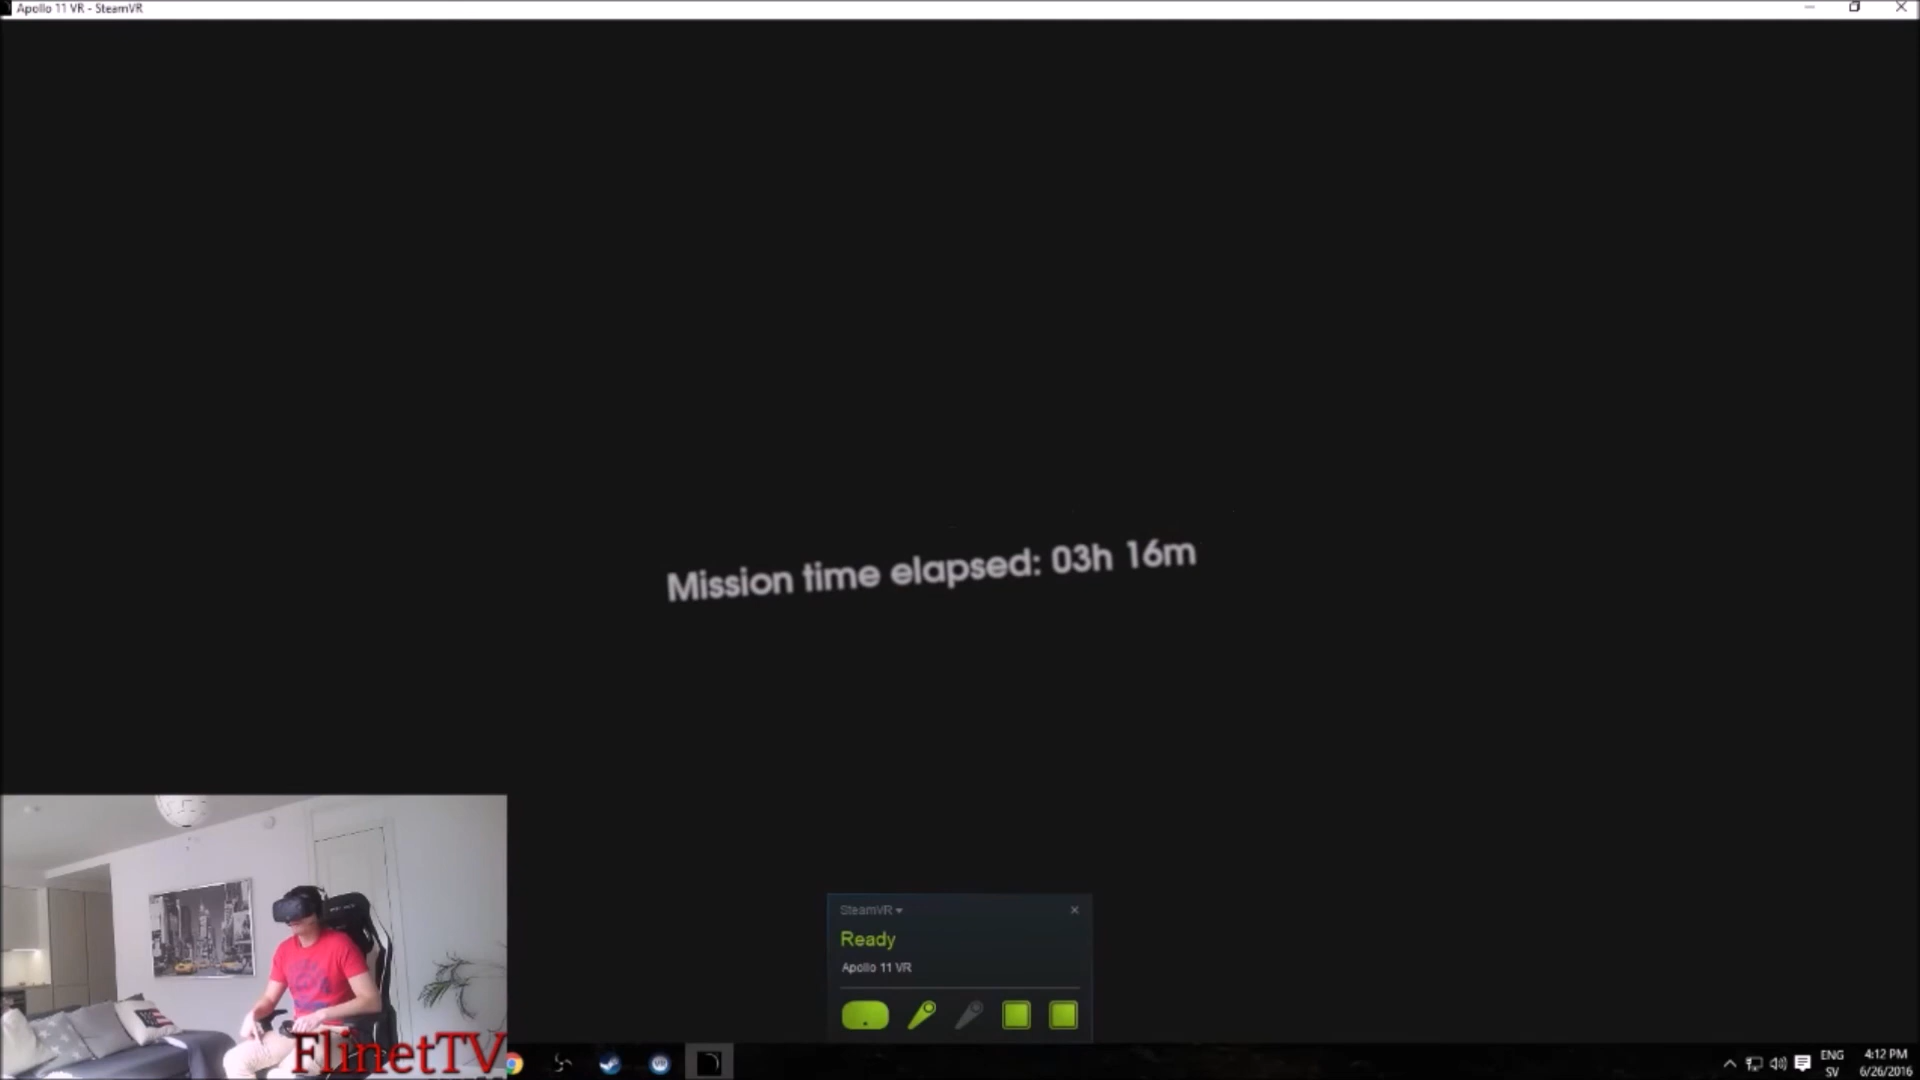 Apollo 11 VR - SteamVR
Mission time elapsed: 03h 16m
SteamVR
Ready
Apollo 11 VR
FlinetTV
ENG
SV
4:12 PM
6/26/2016